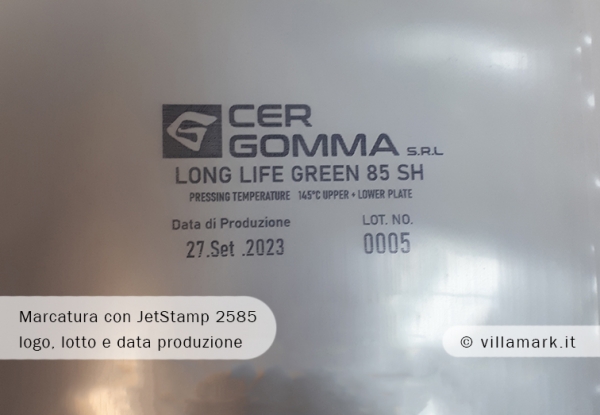 CER
GOMMA S.R.L
LONG LIFE GREEN 85 SH
PRESSING TEMPERATURE 145°C UPPER + LOWER PLATE
Data di Produzione LOT. NO.
27.Set .2023 0005
Marcatura con JetStamp 2585
logo, lotto e data produzione
© villamark.it